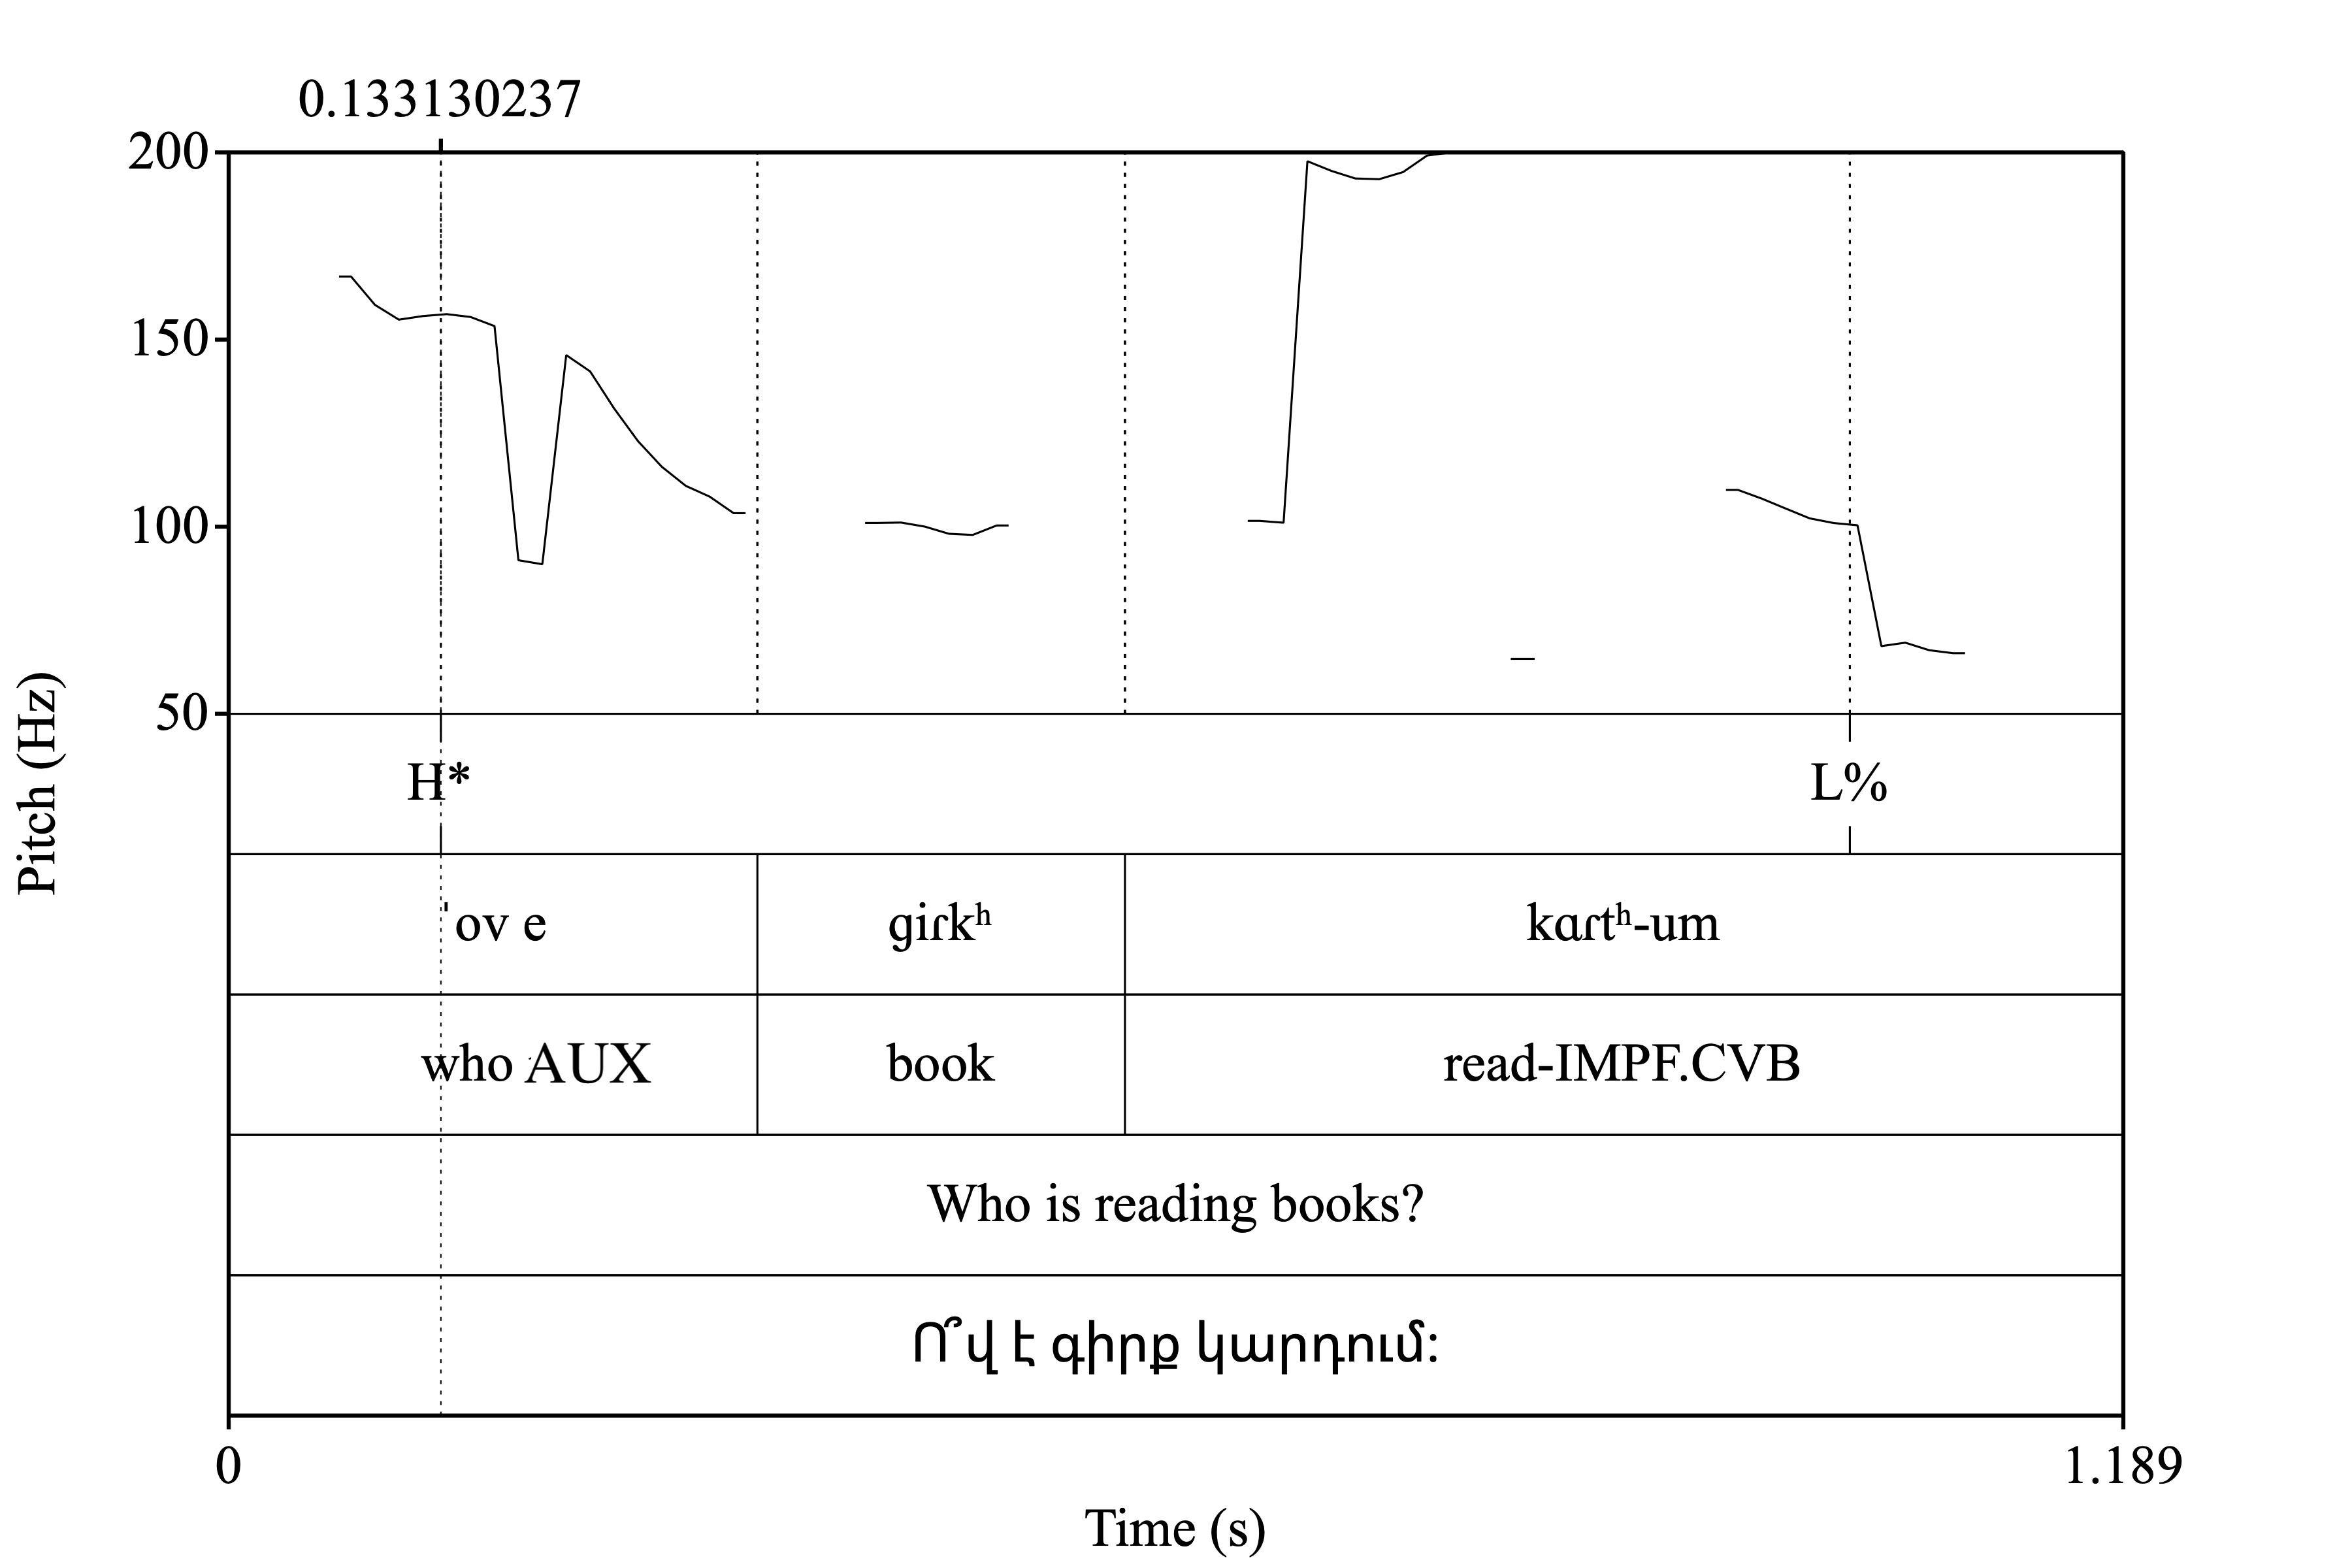 0.133130237
200
150
100
50
Pitch (Hz)
H* L%
ˈov e girkʰ kɑrtʰ-um
who AUX book read-IMPF.CVB
Who is reading books?
Ո՞վ է գիրք կարդում:
0 1.189
Time (s)